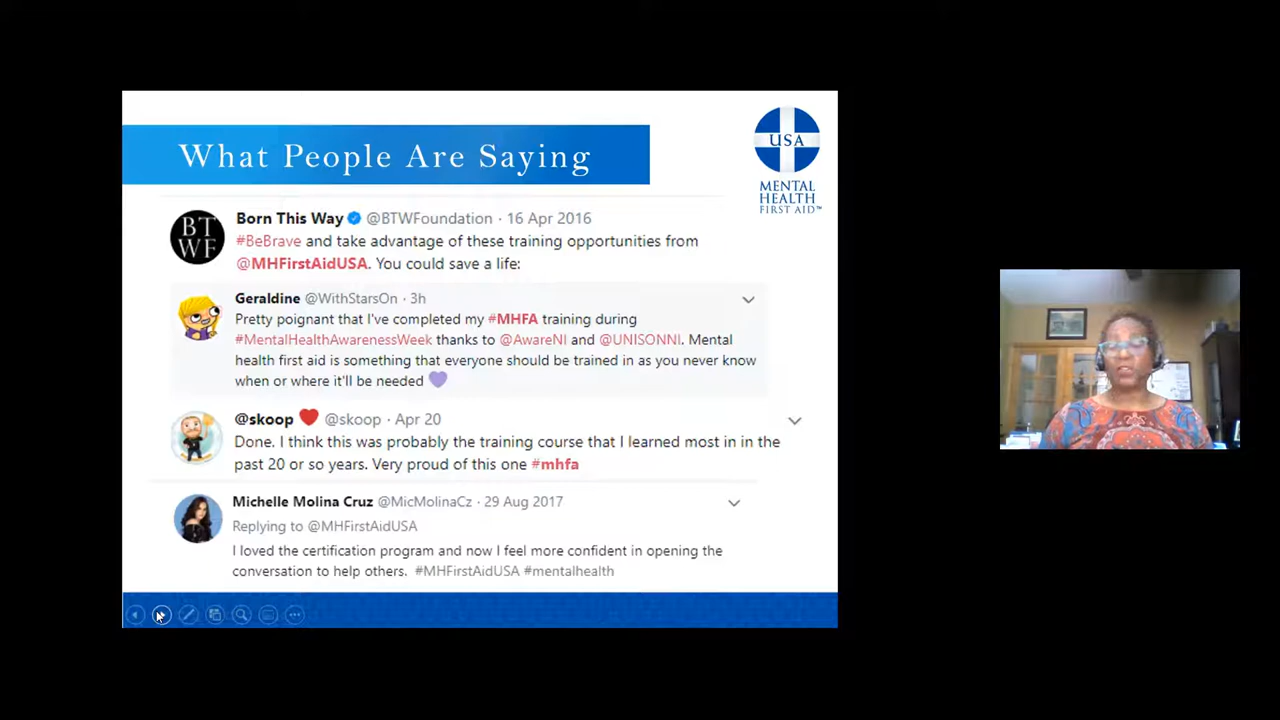 What People Are Saying
USA
MENTAL
HEALTH
FIRST AID™
BT
WF
Born This Way @BTWFoundation · 16 Apr 2016
#BeBrave and take advantage of these training opportunities from
@MHFirstAidUSA. You could save a life:
Geraldine @WithStarsOn · 3h
Pretty poignant that I've completed my #MHFA training during
#MentalHealthAwarenessWeek thanks to @AwareNI and @UNISONNI. Mental
health first aid is something that everyone should be trained in as you never know
when or where it'll be needed 💜
@skoop ❤ @skoop · Apr 20
Done. I think this was probably the training course that I learned most in in the
past 20 or so years. Very proud of this one #mhfa
Michelle Molina Cruz @MicMolinaCz · 29 Aug 2017
Replying to @MHFirstAidUSA
I loved the certification program and now I feel more confident in opening the
conversation to help others. #MHFirstAidUSA #mentalhealth